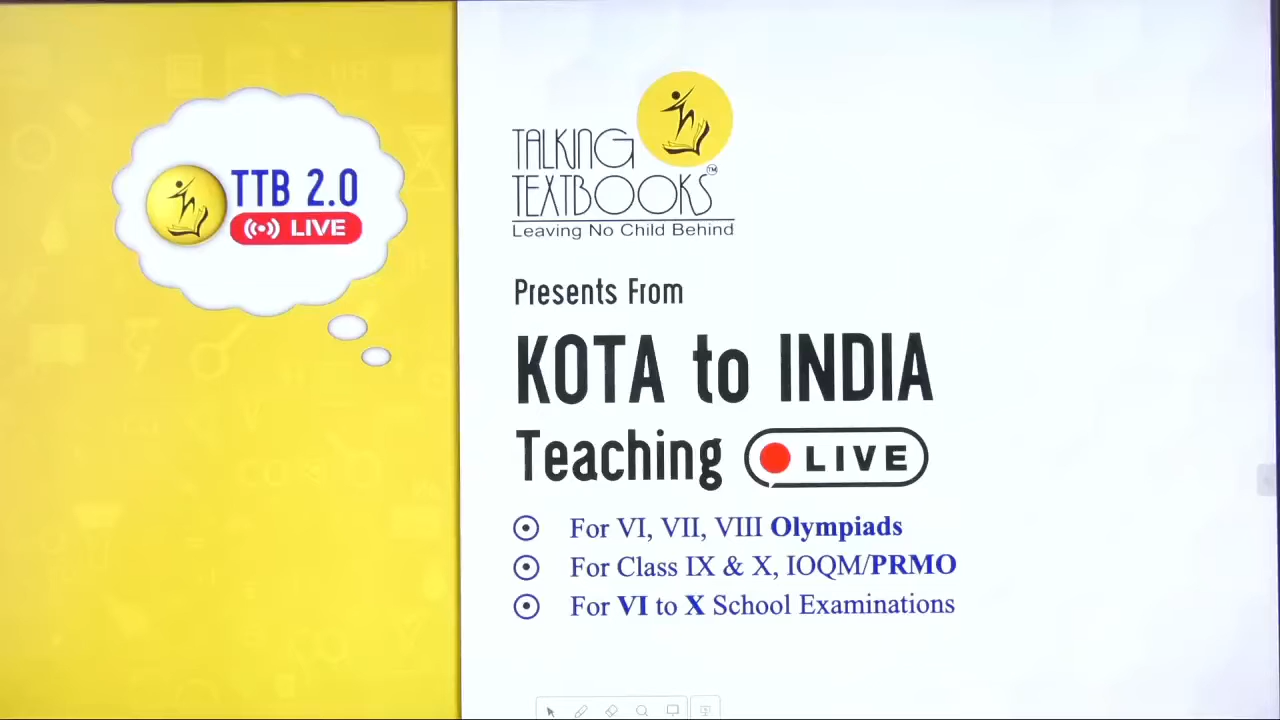 TTB 2.0
LIVE
TALKING
TEXTBOOKS™
Leaving No Child Behind
Presents From
KOTA to INDIA
Teaching LIVE
For VI, VII, VIII Olympiads
For Class IX & X, IOQM/PRMO
For VI to X School Examinations